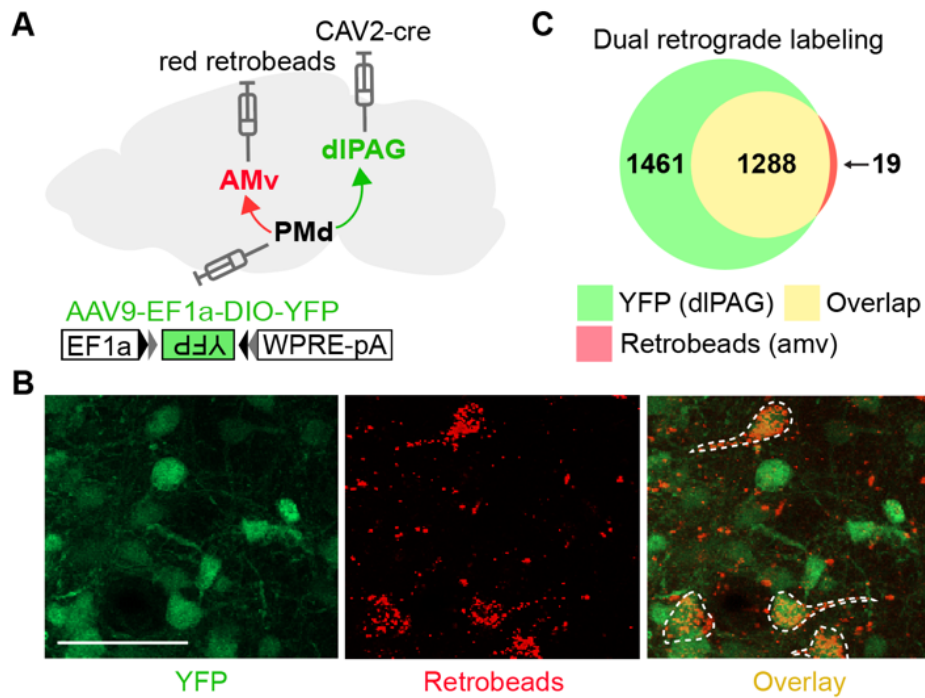 A
CAV2-cre
red retrobeads
dlPAG
AMv
PMd
AAV9-EF1a-DIO-YFP
EF1a YFP WPRE-pA
C
Dual retrograde labeling
1461 1288 19
YFP (dlPAG) Overlap
Retrobeads (amv)
B
YFP Retrobeads Overlay